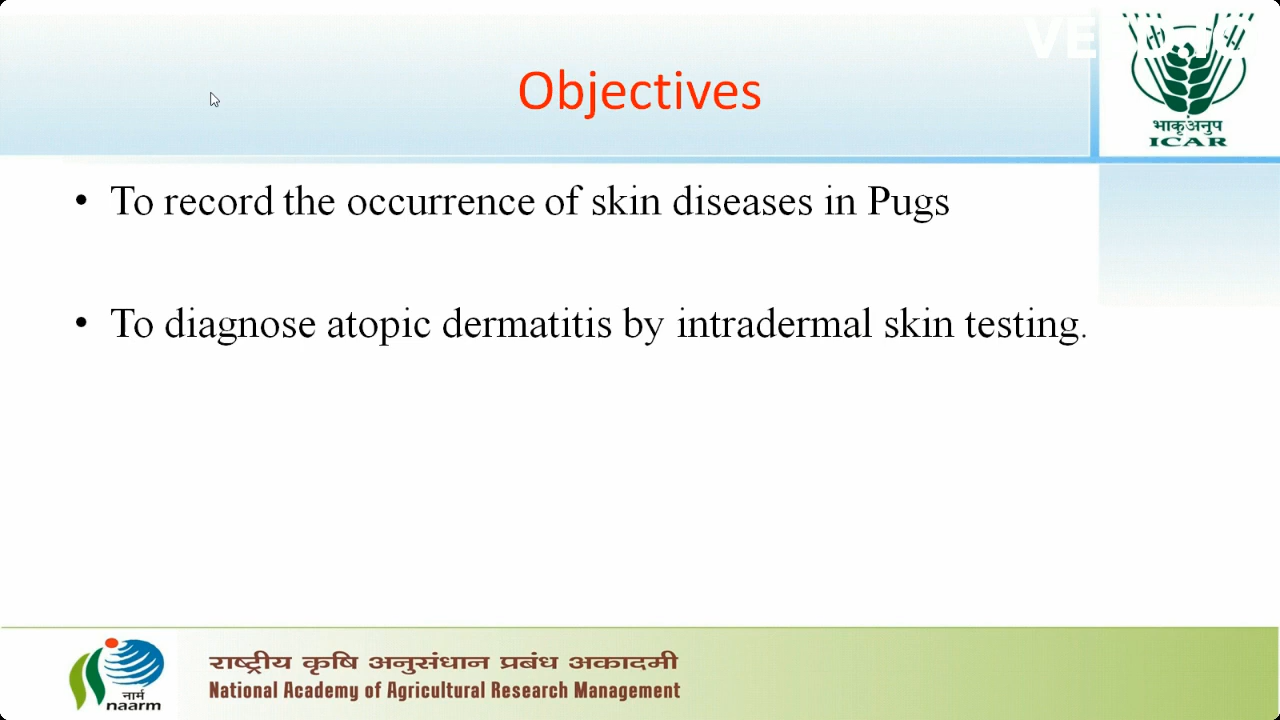 Objectives
भाकृअनुप
ICAR
• To record the occurrence of skin diseases in Pugs
• To diagnose atopic dermatitis by intradermal skin testing.
नार्म
naarm
राष्ट्रीय कृषि अनुसंधान प्रबंध अकादमी
National Academy of Agricultural Research Management